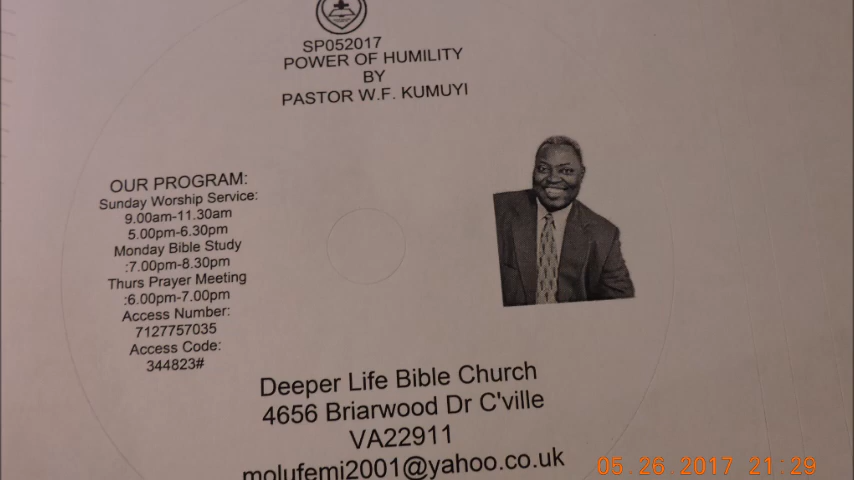 SP052017
POWER OF HUMILITY
BY
PASTOR W.F. KUMUYI
OUR PROGRAM:
Sunday Worship Service:
9.00am-11.30am
5.00pm-6.30pm
Monday Bible Study
:7.00pm-8.30pm
Thurs Prayer Meeting
:6.00pm-7.00pm
Access Number:
7127757035
Access Code:
344823#
Deeper Life Bible Church
4656 Briarwood Dr C'ville
VA22911
molufemi2001@yahoo.co.uk
05.26.2017 21:29